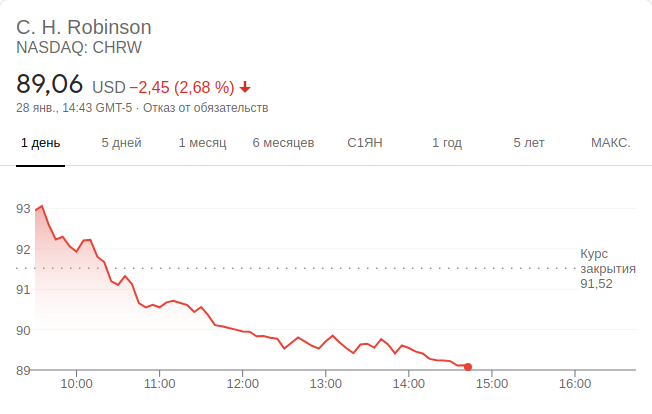 C. H. Robinson
NASDAQ: CHRW
89,06 USD −2,45 (2,68 %)
28 янв., 14:43 GMT-5 · Отказ от обязательств
1 день 5 дней 1 месяц 6 месяцев С1ЯН 1 год 5 лет МАКС.
93
92
Курс
закрытия
91,52
91
90
89
10:00 11:00 12:00 13:00 14:00 15:00 16:00